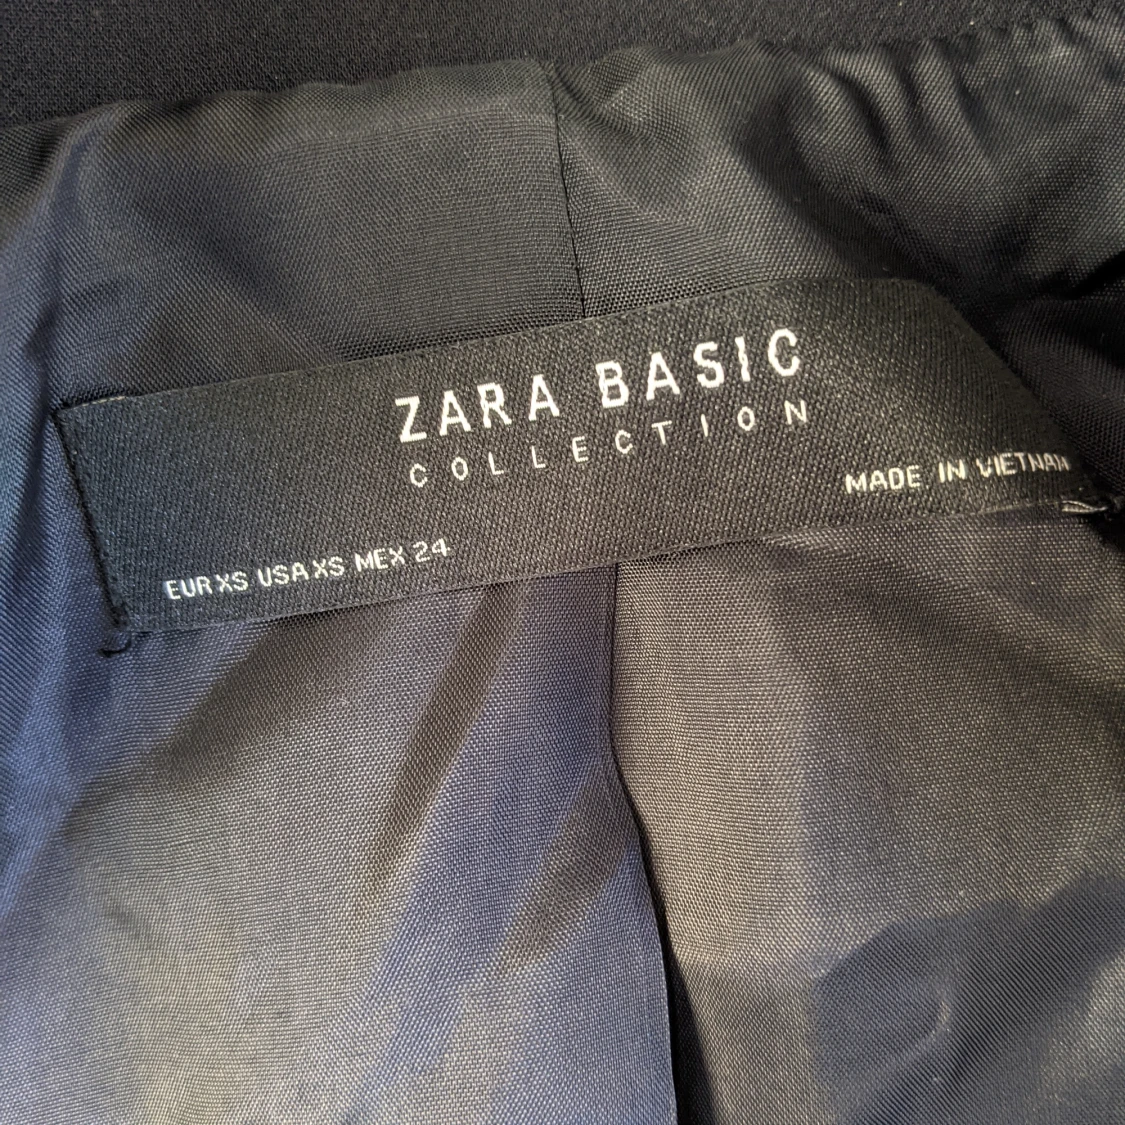 ZARA BASIC
COLLECTION
MADE IN VIETNAM
EUR XS USA XS MEX 24